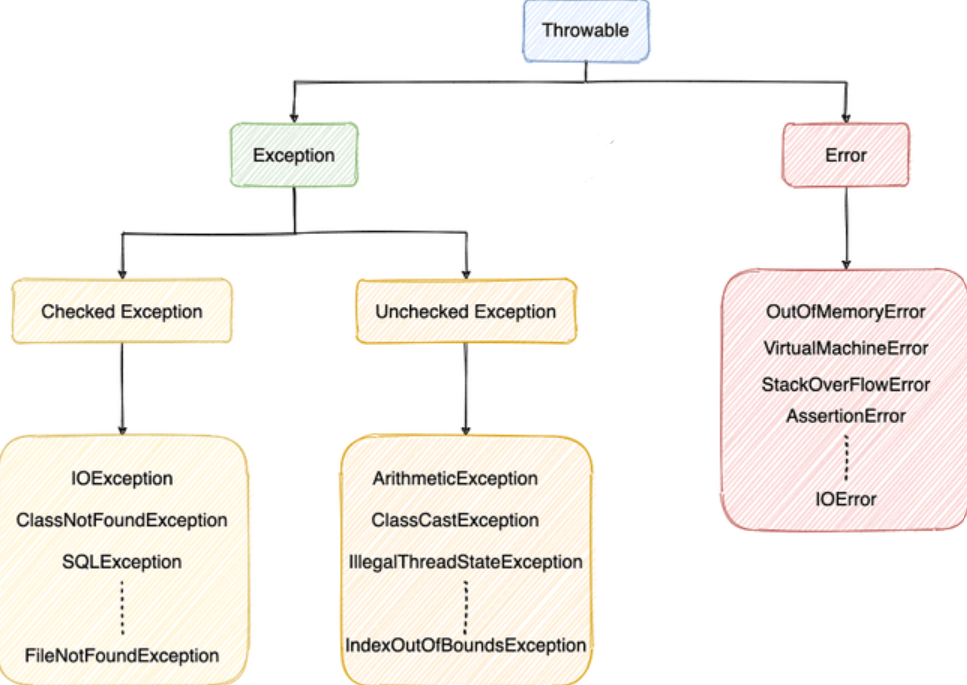 Throwable
Exception
Error
Checked Exception
Unchecked Exception
OutOfMemoryError
VirtualMachineError
StackOverFlowError
AssertionError
IOError
IOException
ClassNotFoundException
SQLException
FileNotFoundException
ArithmeticException
ClassCastException
IllegalThreadStateException
IndexOutOfBoundsException